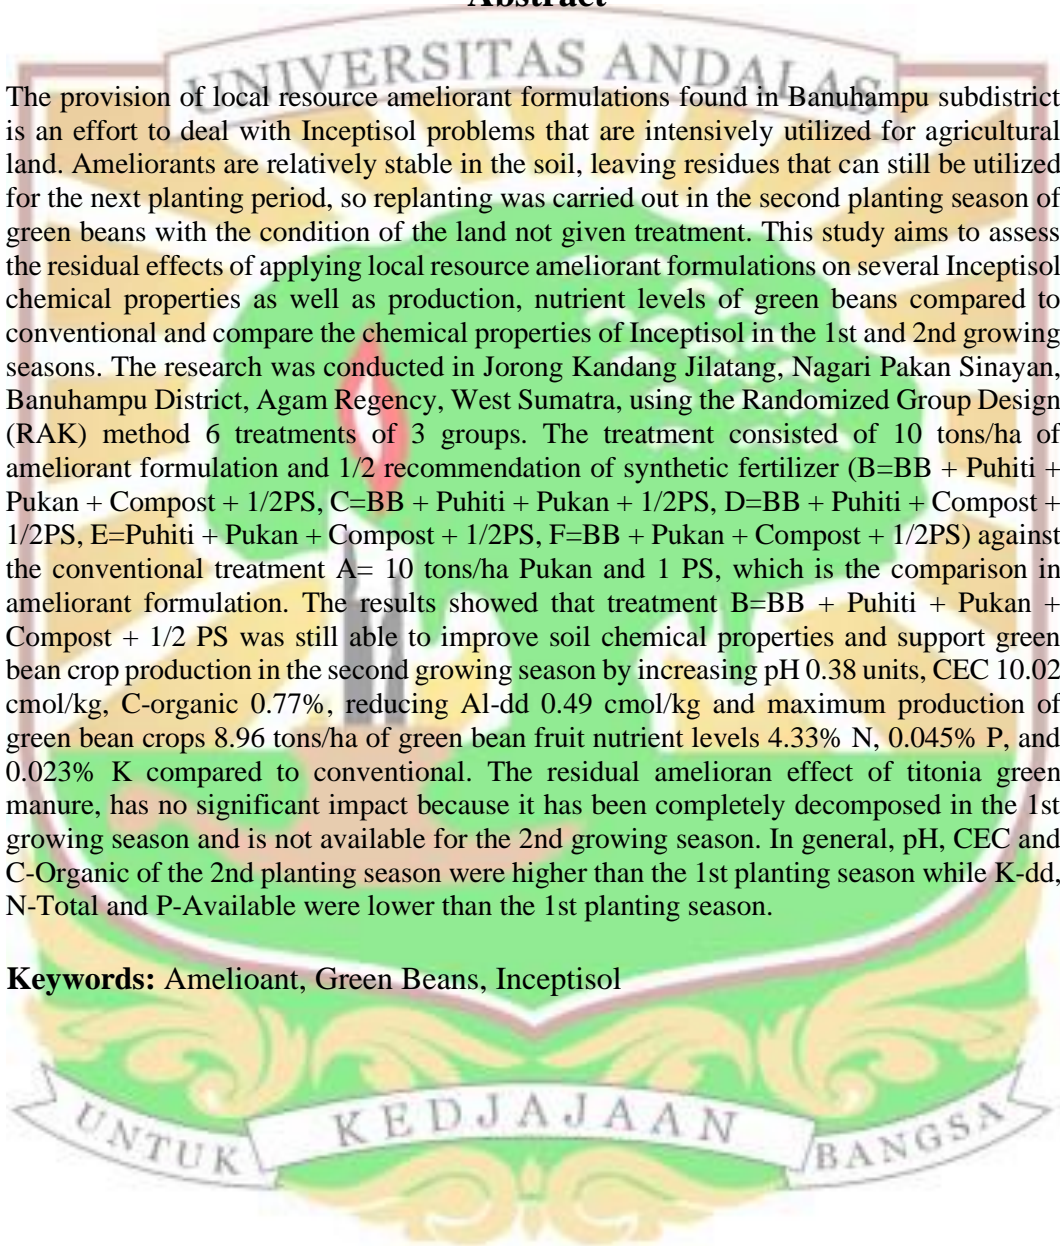 Abstract
UNIVERSITAS ANDALAS
The provision of local resource ameliorant formulations found in Banuhampu subdistrict
is an effort to deal with Inceptisol problems that are intensively utilized for agricultural
land. Ameliorants are relatively stable in the soil, leaving residues that can still be utilized
for the next planting period, so replanting was carried out in the second planting season of
green beans with the condition of the land not given treatment. This study aims to assess
the residual effects of applying local resource ameliorant formulations on several Inceptisol
chemical properties as well as production, nutrient levels of green beans compared to
conventional and compare the chemical properties of Inceptisol in the 1st and 2nd growing
seasons. The research was conducted in Jorong Kandang Jilatang, Nagari Pakan Sinayan,
Banuhampu District, Agam Regency, West Sumatra, using the Randomized Group Design
(RAK) method 6 treatments of 3 groups. The treatment consisted of 10 tons/ha of
ameliorant formulation and 1/2 recommendation of synthetic fertilizer (B=BB + Puhiti +
Pukan + Compost + 1/2PS, C=BB + Puhiti + Pukan + 1/2PS, D=BB + Puhiti + Compost +
1/2PS, E=Puhiti + Pukan + Compost + 1/2PS, F=BB + Pukan + Compost + 1/2PS) against
the conventional treatment A= 10 tons/ha Pukan and 1 PS, which is the comparison in
ameliorant formulation. The results showed that treatment B=BB + Puhiti + Pukan +
Compost + 1/2 PS was still able to improve soil chemical properties and support green
bean crop production in the second growing season by increasing pH 0.38 units, CEC 10.02
cmol/kg, C-organic 0.77%, reducing Al-dd 0.49 cmol/kg and maximum production of
green bean crops 8.96 tons/ha of green bean fruit nutrient levels 4.33% N, 0.045% P, and
0.023% K compared to conventional. The residual amelioran effect of titonia green
manure, has no significant impact because it has been completely decomposed in the 1st
growing season and is not available for the 2nd growing season. In general, pH, CEC and
C-Organic of the 2nd planting season were higher than the 1st planting season while K-dd,
N-Total and P-Available were lower than the 1st planting season.
Keywords: Amelioant, Green Beans, Inceptisol
UNTUK KEDJAJAAN BANGSA